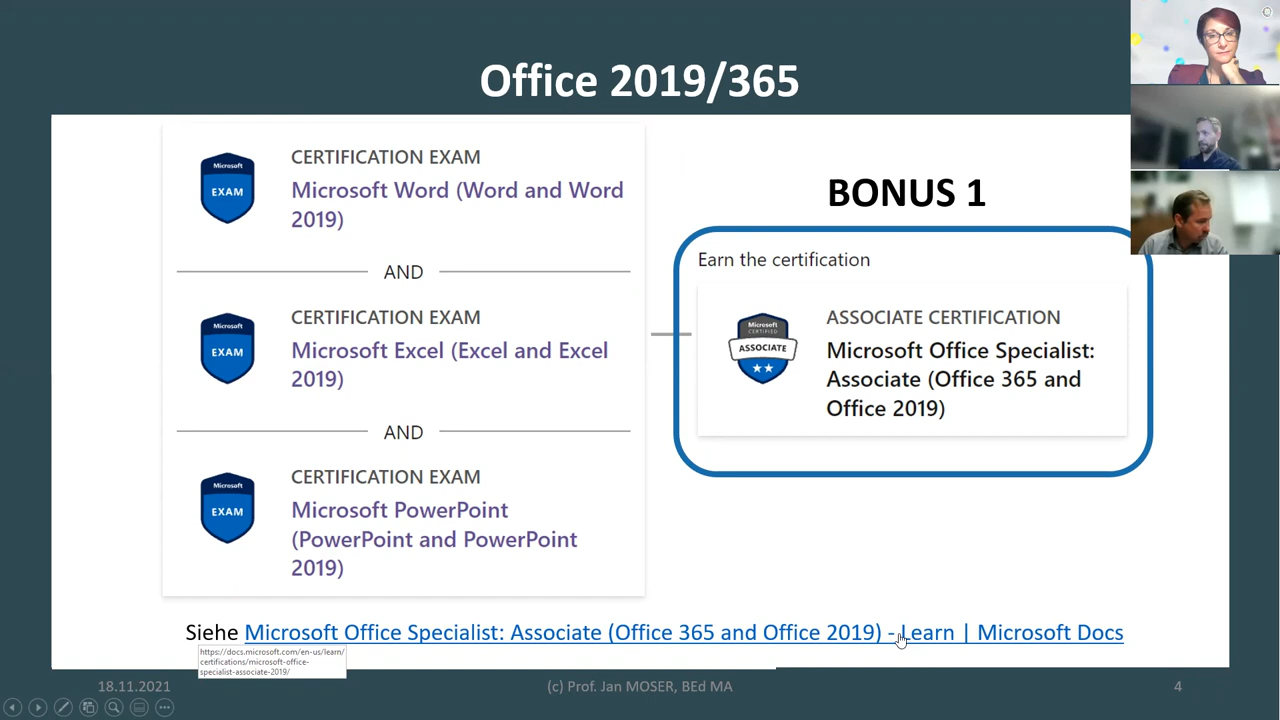 Office 2019/365
Microsoft
EXAM
CERTIFICATION EXAM
Microsoft Word (Word and Word
2019)
AND
Microsoft
EXAM
CERTIFICATION EXAM
Microsoft Excel (Excel and Excel
2019)
AND
Microsoft
EXAM
CERTIFICATION EXAM
Microsoft PowerPoint
(PowerPoint and PowerPoint
2019)
BONUS 1
Earn the certification
Microsoft
CERTIFIED
ASSOCIATE
ASSOCIATE CERTIFICATION
Microsoft Office Specialist:
Associate (Office 365 and
Office 2019)
Siehe Microsoft Office Specialist: Associate (Office 365 and Office 2019) - Learn | Microsoft Docs
https://docs.microsoft.com/en-us/learn/
certifications/microsoft-office-
specialist-associate-2019/
18.11.2021
(c) Prof. Jan MOSER, BEd MA
4